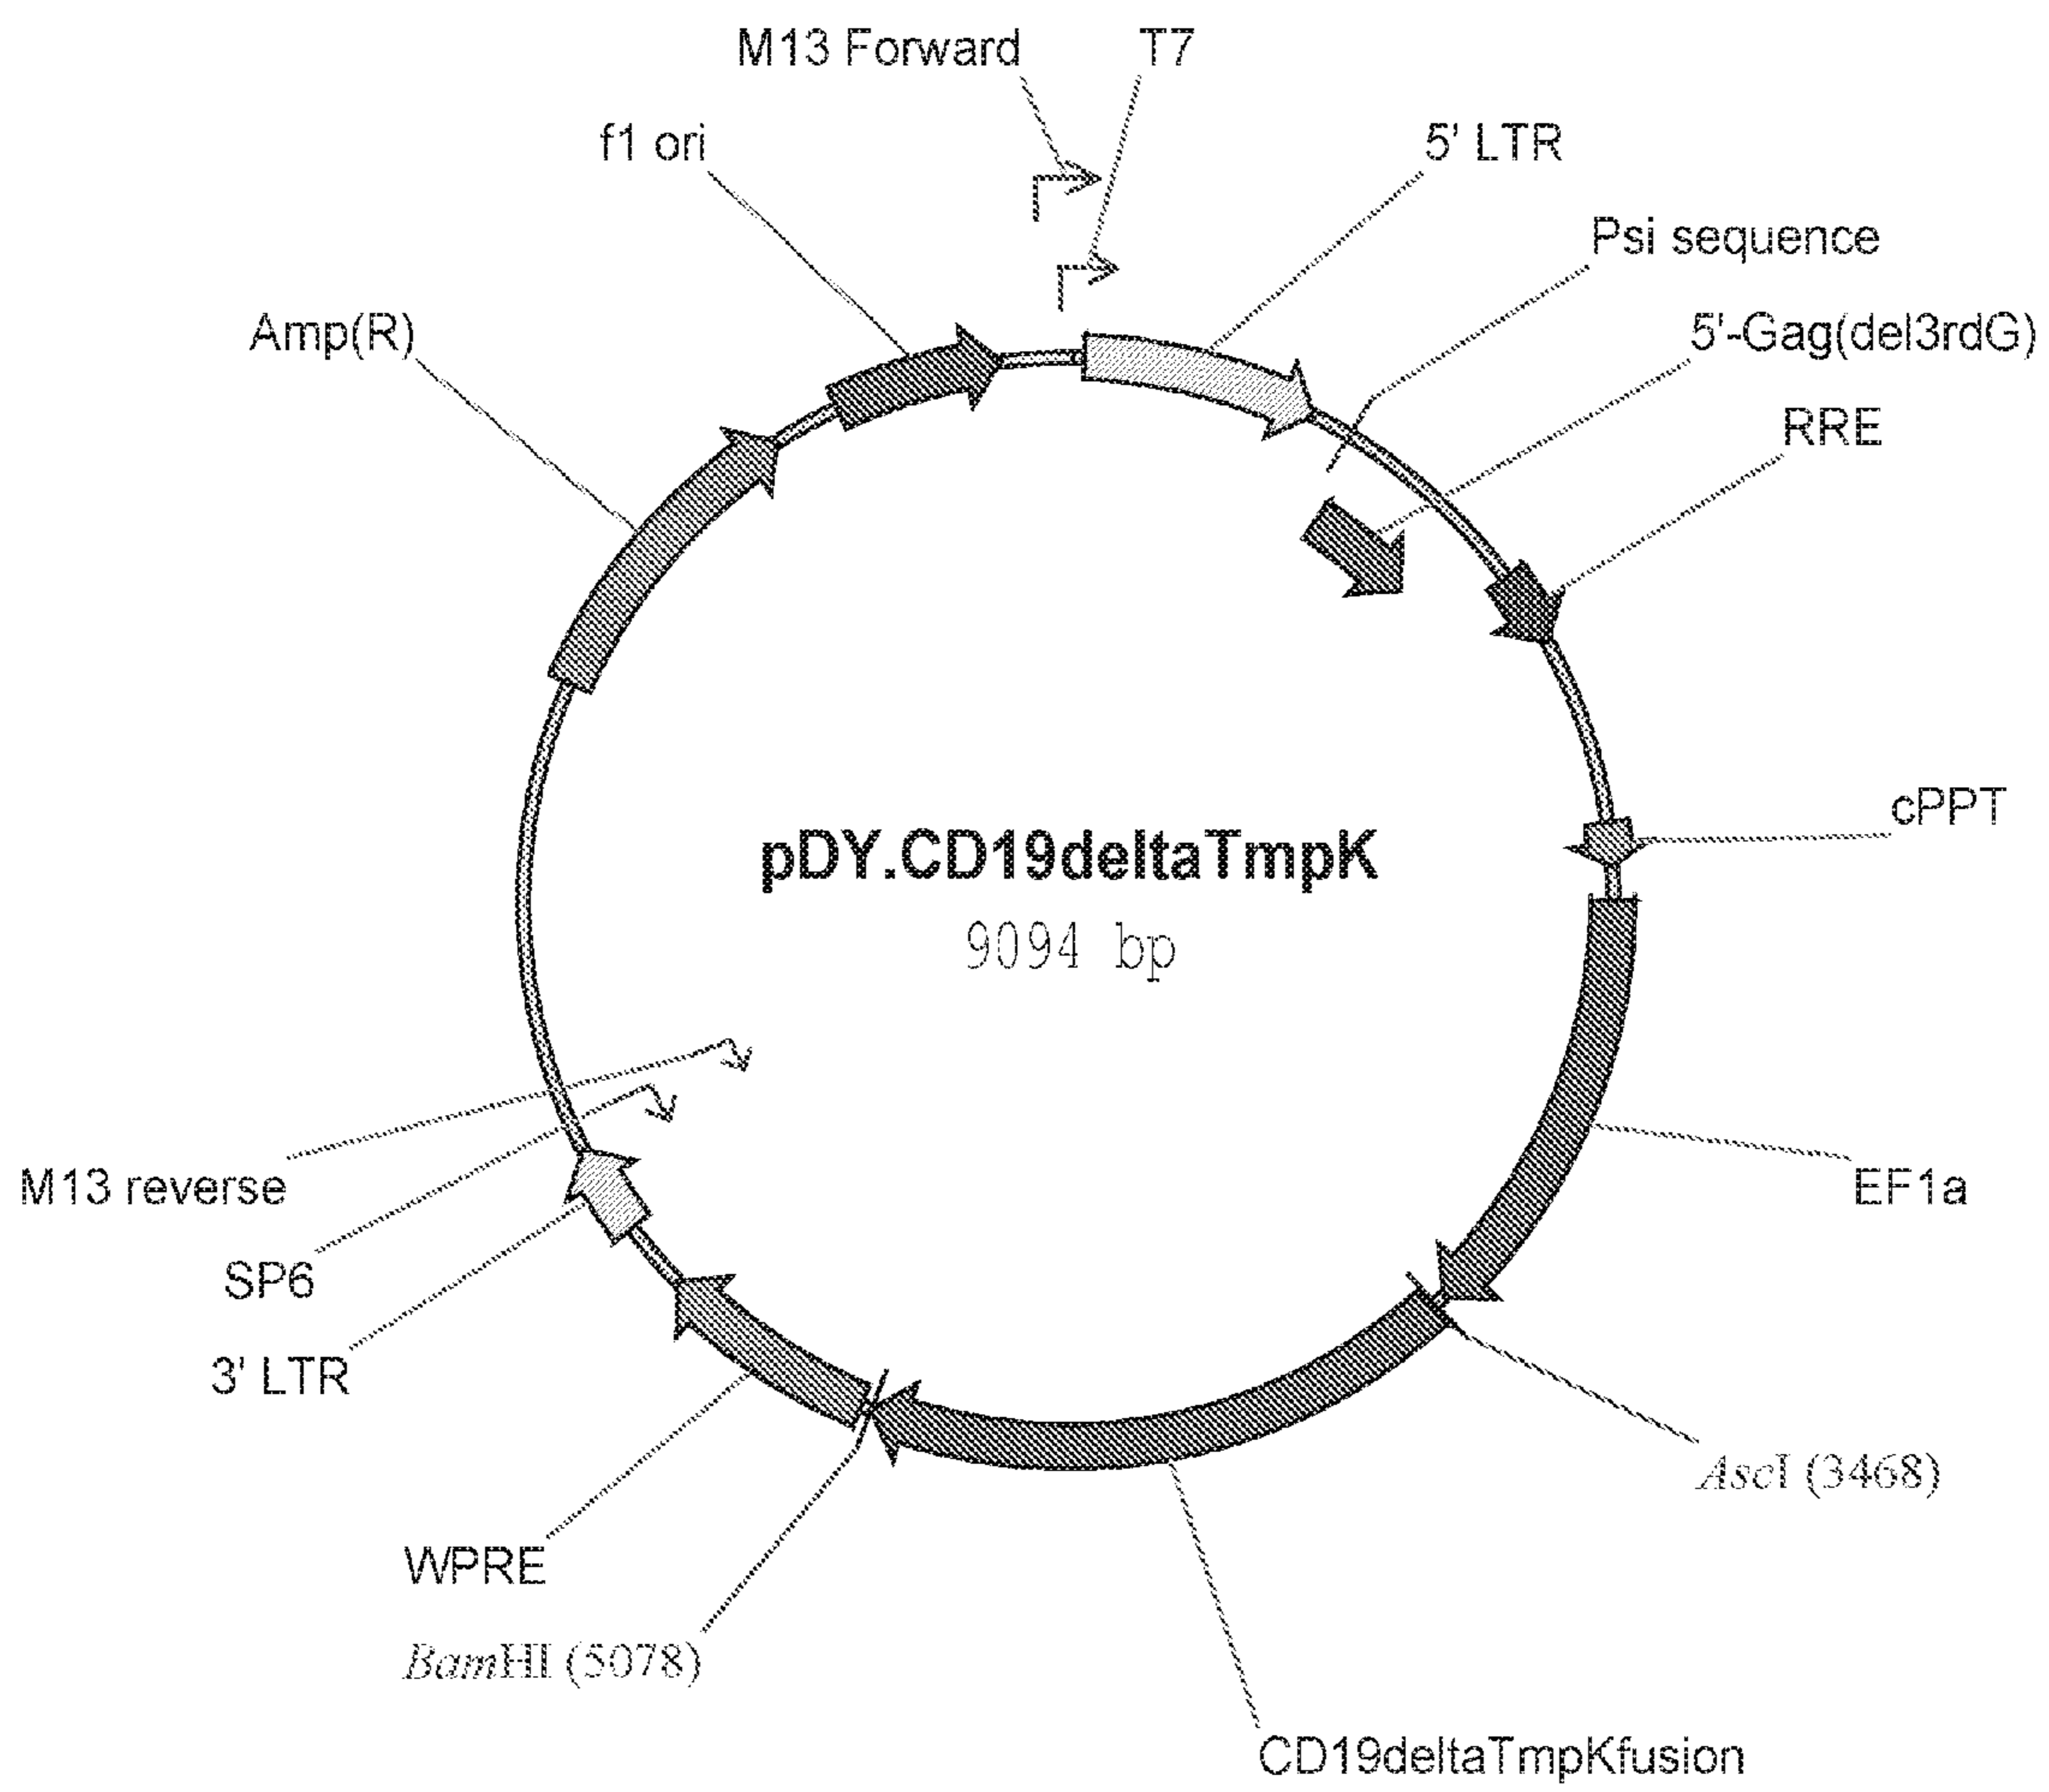 M13 Forward
T7
f1 ori
5' LTR
Psi sequence
Amp(R)
5'-Gag(del3rdG)
RRE
cPPT
pDY.CD19deltaTmpK
9094 bp
M13 reverse
EF1a
SP6
3' LTR
AscI (3468)
WPRE
BamHI (5078)
CD19deltaTmpKfusion